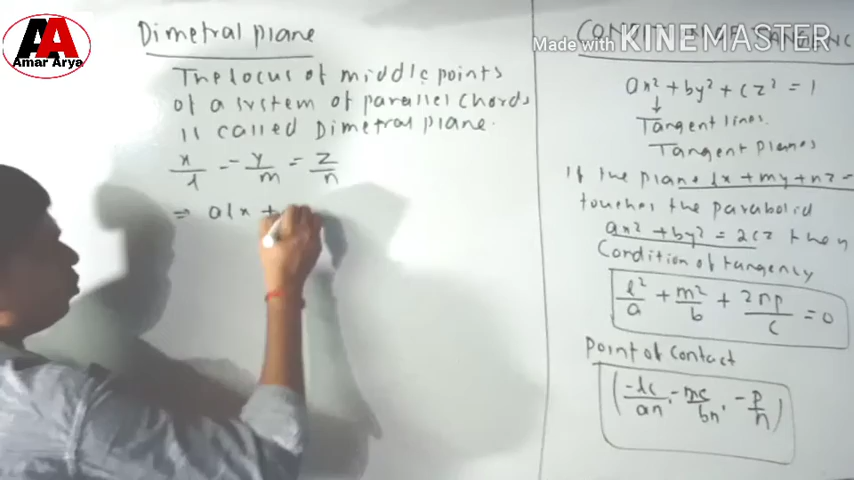 AA
Amar Arya
Dimetral plane
The locus of middle points
of a system of parallel chords
is called Dimetral plane.
x/l = y/m = z/n
⇒ alx +
Made with KINEMASTER
ax² + by² + cz² = 1
↓
Tangent lines.
Tangent planes
If the plane lx + my + nz =
touches the parabolid
ax² + by² = 2cz then
Condition of tangency
l²/a + m²/b + 2np/c = 0
Point of Contact
(-lc/an, -mc/bn, -p/n)